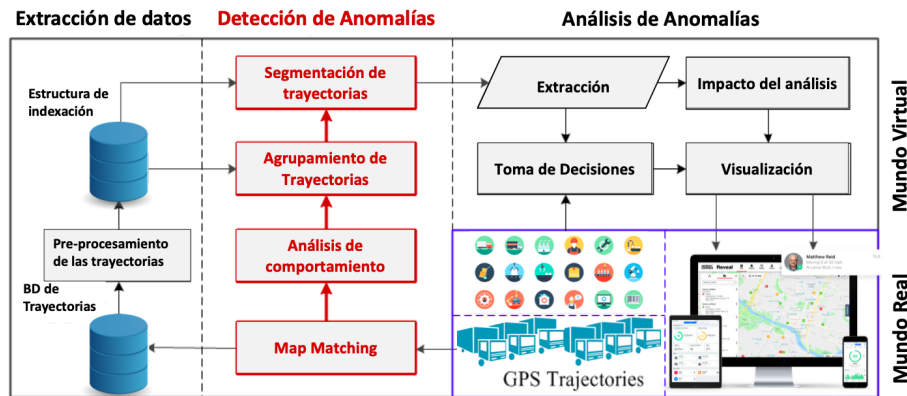 Extracción de datos
Detección de Anomalías
Análisis de Anomalías
Estructura de
indexación
Segmentación de
trayectorias
Extracción
Impacto del análisis
Agrupamiento de
Trayectorias
Toma de Decisiones
Visualización
Mundo Virtual
Pre-procesamiento
de las trayectorias
Análisis de
comportamiento
BD de
Trayectorias
Map Matching
GPS Trajectories
Reveal
Matthew Reid
Mundo Real